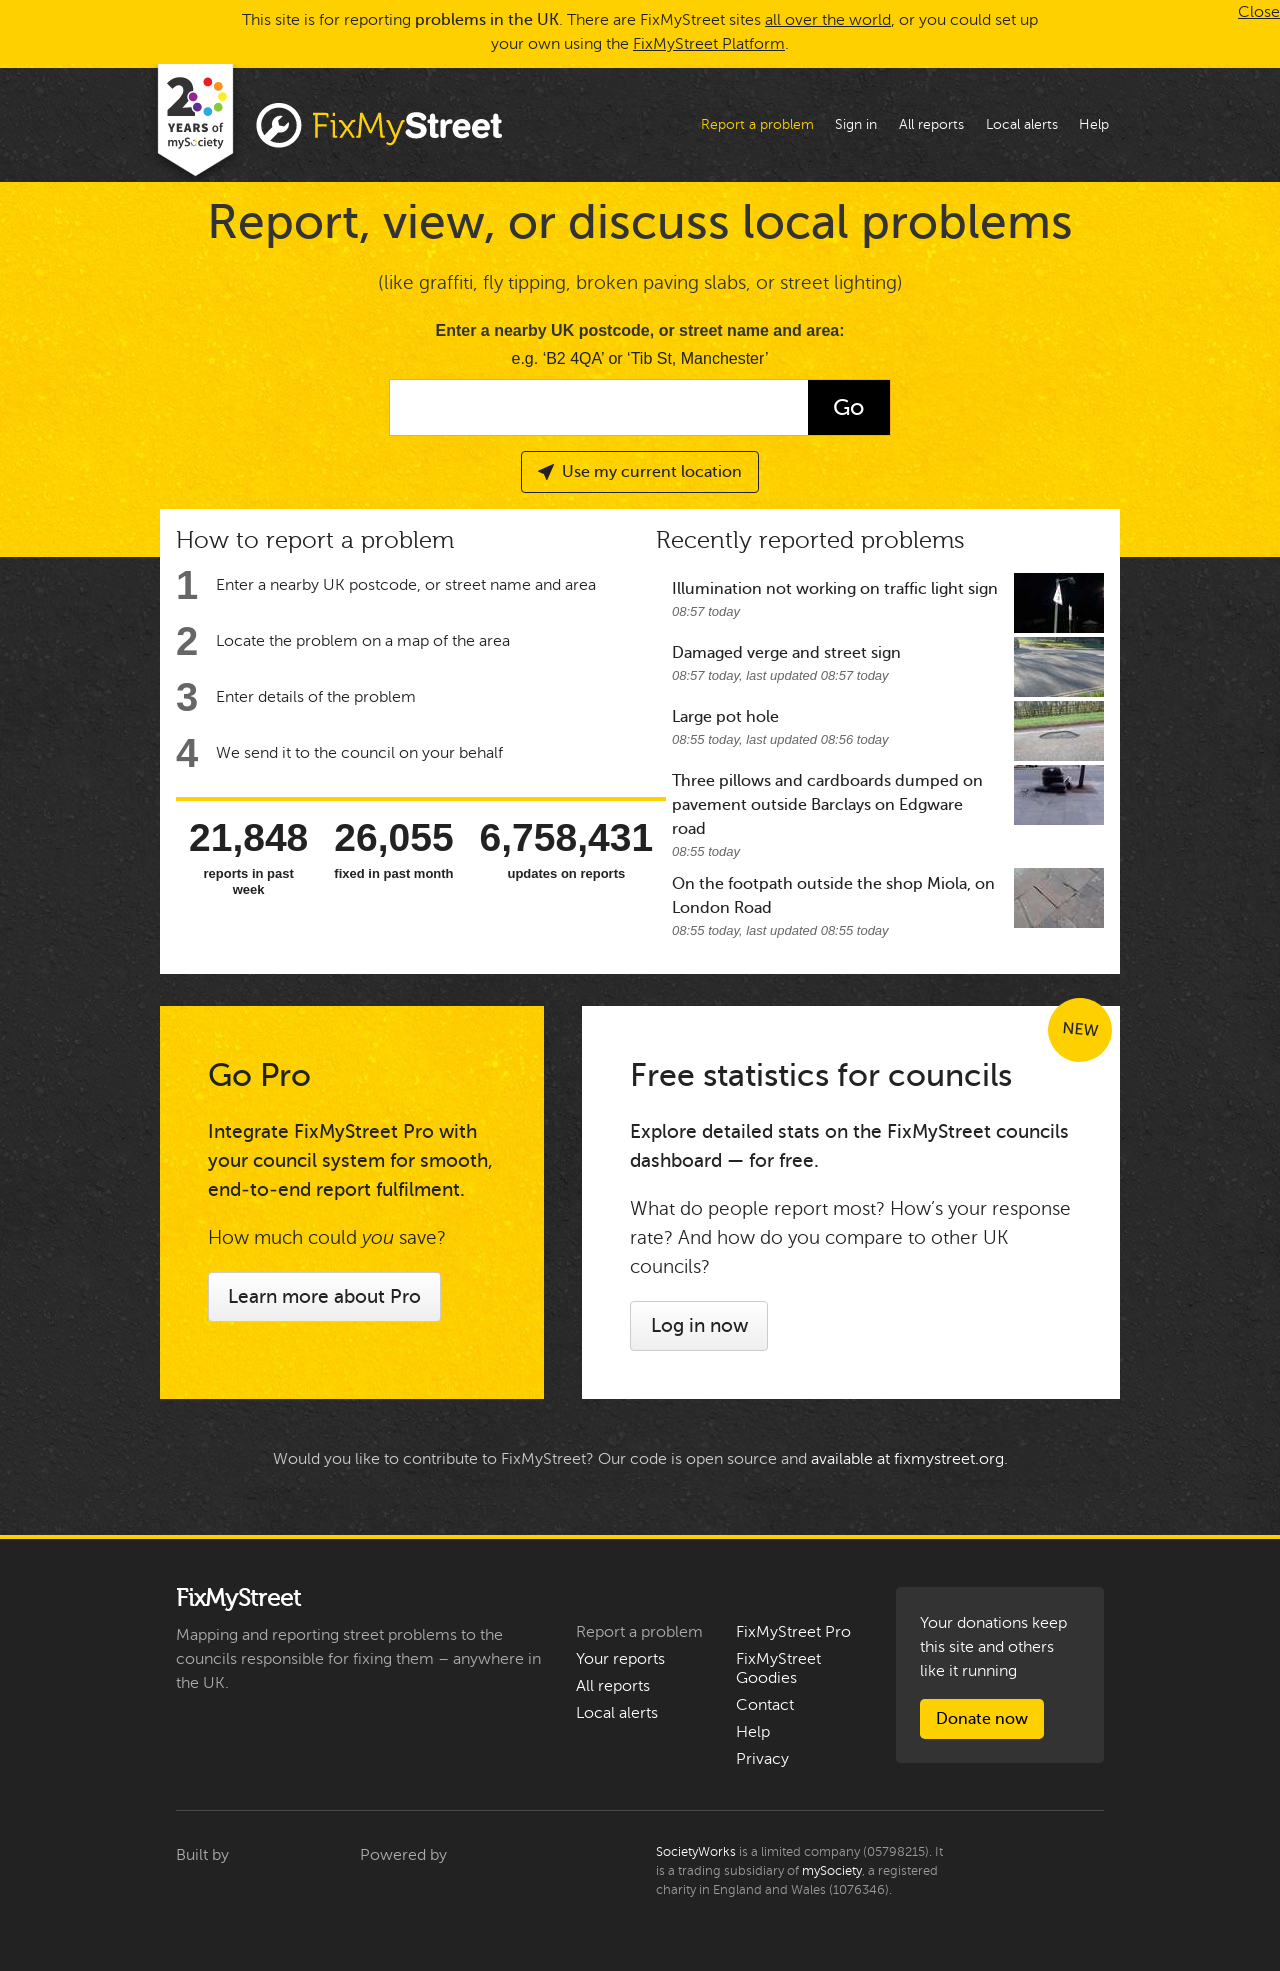 This site is for reporting problems in the UK. There are FixMyStreet sites all over the world, or you could set up
your own using the FixMyStreet Platform.
Close
20
YEARS of
mySociety
FixMyStreet
Report a problem
Sign in
All reports
Local alerts
Help
Report, view, or discuss local problems
(like graffiti, fly tipping, broken paving slabs, or street lighting)
Enter a nearby UK postcode, or street name and area:
e.g. ‘B2 4QA’ or ‘Tib St, Manchester’
Go
Use my current location
How to report a problem
1 Enter a nearby UK postcode, or street name and area
2 Locate the problem on a map of the area
3 Enter details of the problem
4 We send it to the council on your behalf
21,848
reports in past
week
26,055
fixed in past month
6,758,431
updates on reports
Recently reported problems
Illumination not working on traffic light sign
08:57 today
Damaged verge and street sign
08:57 today, last updated 08:57 today
Large pot hole
08:55 today, last updated 08:56 today
Three pillows and cardboards dumped on
pavement outside Barclays on Edgware
road
08:55 today
On the footpath outside the shop Miola, on
London Road
08:55 today, last updated 08:55 today
Go Pro
Integrate FixMyStreet Pro with
your council system for smooth,
end-to-end report fulfilment.
How much could you save?
Learn more about Pro
NEW
Free statistics for councils
Explore detailed stats on the FixMyStreet councils
dashboard — for free.
What do people report most? How’s your response
rate? And how do you compare to other UK
councils?
Log in now
Would you like to contribute to FixMyStreet? Our code is open source and available at fixmystreet.org.
FixMyStreet
Mapping and reporting street problems to the
councils responsible for fixing them – anywhere in
the UK.
Report a problem
Your reports
All reports
Local alerts
FixMyStreet Pro
FixMyStreet
Goodies
Contact
Help
Privacy
Your donations keep
this site and others
like it running
Donate now
Built by
Powered by
SocietyWorks is a limited company (05798215). It
is a trading subsidiary of mySociety, a registered
charity in England and Wales (1076346).